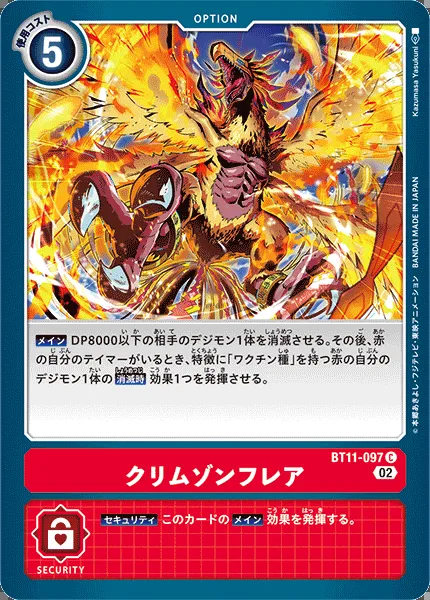 OPTION
使用コスト
5
Kazumasa Yasukuni
©本郷あきよし・フジテレビ・東映アニメーション BANDAI MADE IN JAPAN
メイン DP8000以下の相手のデジモン1体を消滅させる。その後、赤
の自分のテイマーがいるとき、特徴に「ワクチン種」を持つ赤の自分の
デジモン1体の 消滅時 効果1つを発揮させる。
BT11-097 C
02
クリムゾンフレア
セキュリティ このカードの メイン 効果を発揮する。
SECURITY